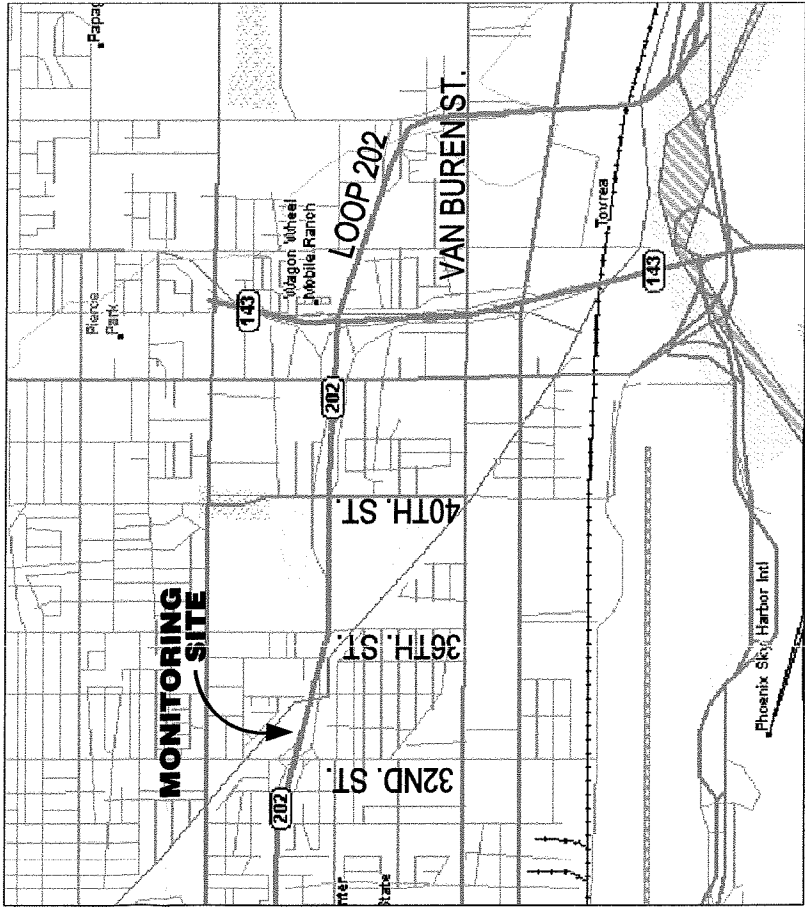 MONITORING
SITE
202
32ND. ST.
36TH. ST.
40TH. ST.
202
143
Pierce
Park
Wagon Wheel
Mobile Ranch
LOOP 202
VAN BUREN ST.
Tovrea
143
Phoenix Sky Harbor Intl
nter
State